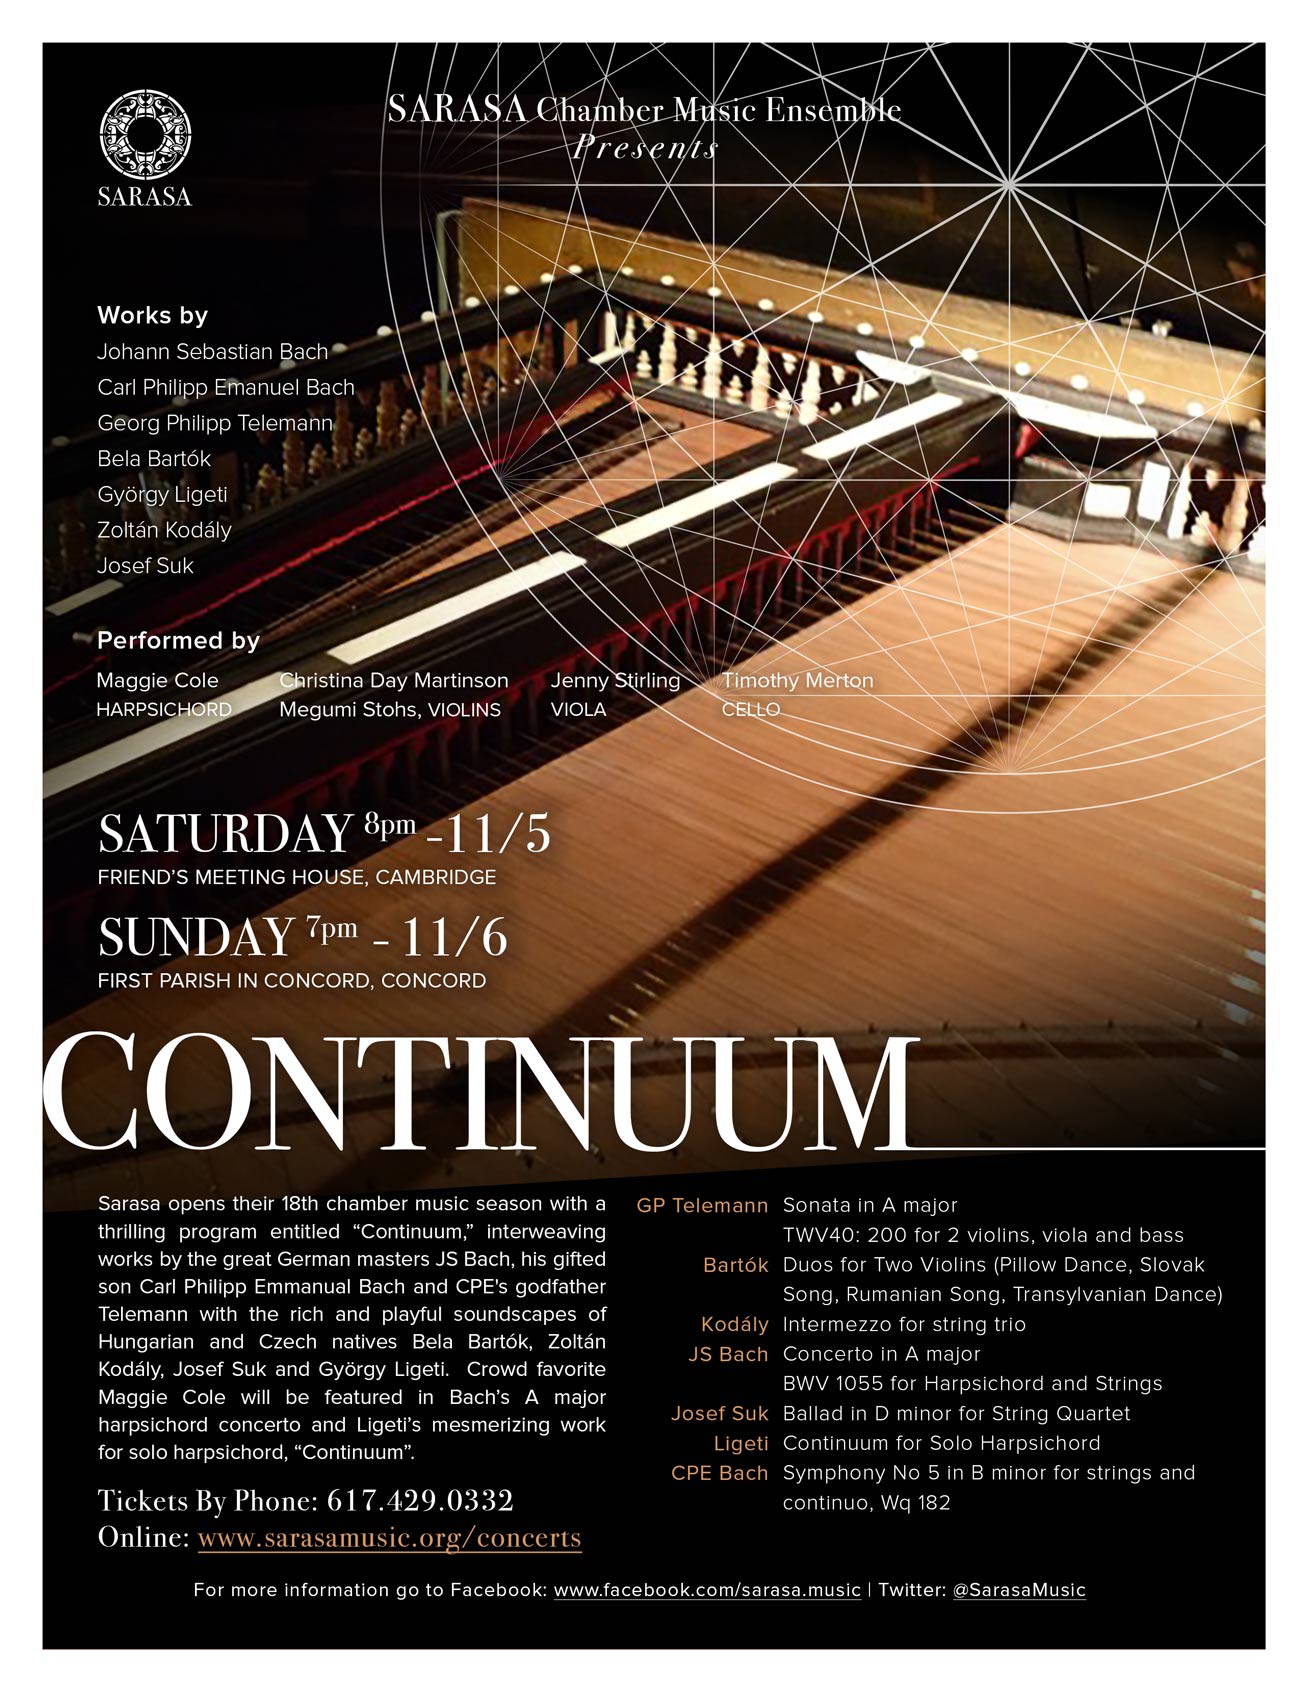 SARASA Chamber Music Ensemble
Presents
SARASA
Works by
Johann Sebastian Bach
Carl Philipp Emanuel Bach
Georg Philipp Telemann
Bela Bartók
György Ligeti
Zoltán Kodály
Josef Suk
Performed by
Maggie Cole
HARPSICHORD
Christina Day Martinson
Megumi Stohs, VIOLINS
Jenny Stirling
VIOLA
Timothy Merton
CELLO
SATURDAY 8pm -11/5
FRIEND'S MEETING HOUSE, CAMBRIDGE
SUNDAY 7pm - 11/6
FIRST PARISH IN CONCORD, CONCORD
CONTINUUM
Sarasa opens their 18th chamber music season with a
thrilling program entitled “Continuum,” interweaving
works by the great German masters JS Bach, his gifted
son Carl Philipp Emmanual Bach and CPE's godfather
Telemann with the rich and playful soundscapes of
Hungarian and Czech natives Bela Bartók, Zoltán
Kodály, Josef Suk and György Ligeti. Crowd favorite
Maggie Cole will be featured in Bach’s A major
harpsichord concerto and Ligeti’s mesmerizing work
for solo harpsichord, “Continuum”.
Tickets By Phone: 617.429.0332
Online: www.sarasamusic.org/concerts
GP Telemann Sonata in A major
TWV40: 200 for 2 violins, viola and bass
Bartók Duos for Two Violins (Pillow Dance, Slovak
Song, Rumanian Song, Transylvanian Dance)
Kodály Intermezzo for string trio
JS Bach Concerto in A major
BWV 1055 for Harpsichord and Strings
Josef Suk Ballad in D minor for String Quartet
Ligeti Continuum for Solo Harpsichord
CPE Bach Symphony No 5 in B minor for strings and
continuo, Wq 182
For more information go to Facebook: www.facebook.com/sarasa.music | Twitter: @SarasaMusic